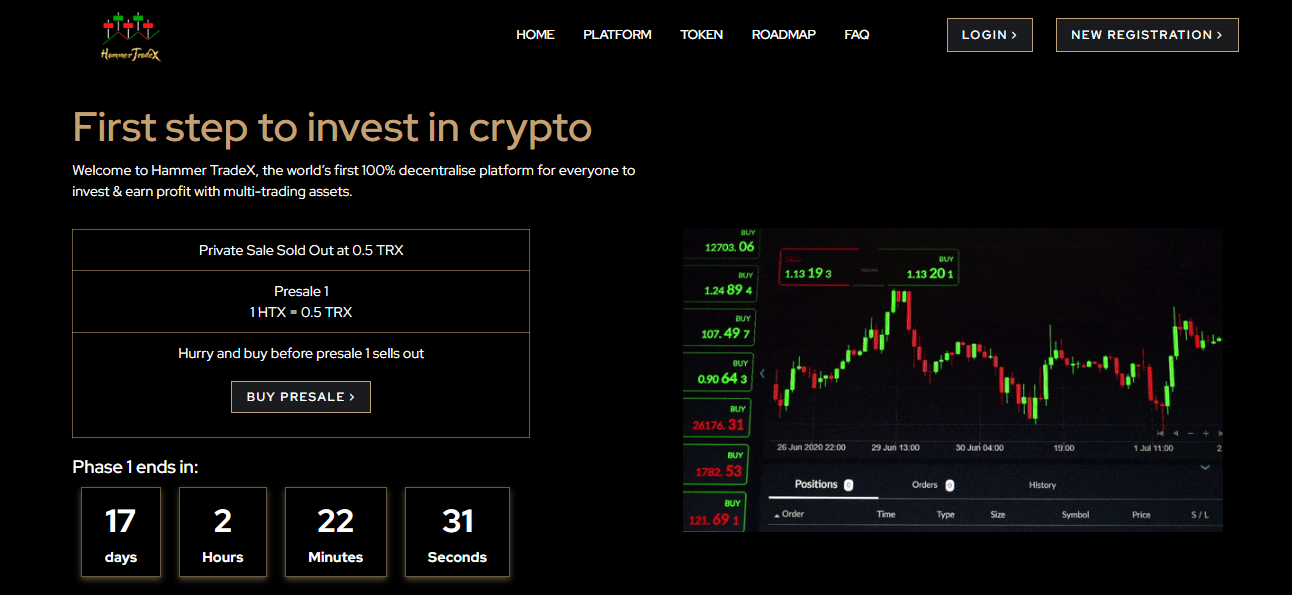 HammerTradeX
HOME PLATFORM TOKEN ROADMAP FAQ LOGIN > NEW REGISTRATION >
First step to invest in crypto
Welcome to Hammer TradeX, the world's first 100% decentralise platform for everyone to
invest & earn profit with multi-trading assets.
Private Sale Sold Out at 0.5 TRX
Presale 1
1 HTX = 0.5 TRX
Hurry and buy before presale 1 sells out
BUY PRESALE >
Phase 1 ends in:
17 2 22 31
days Hours Minutes Seconds
BUY
12703.06
BUY
1.24 89 4
BUY
107.49 7
BUY
0.90 64 3
BUY
26176.31
BUY
1782.53
BUY
121.69 1
SELL BUY
1.13 19 3 Volume 1.13 20 1
26 Jun 2020 22:00 29 Jun 13:00 30 Jun 04:00 19:00 1 Jul 11:00 2
Positions 0 Orders 0 History
Order Time Type Size Symbol Price S / L